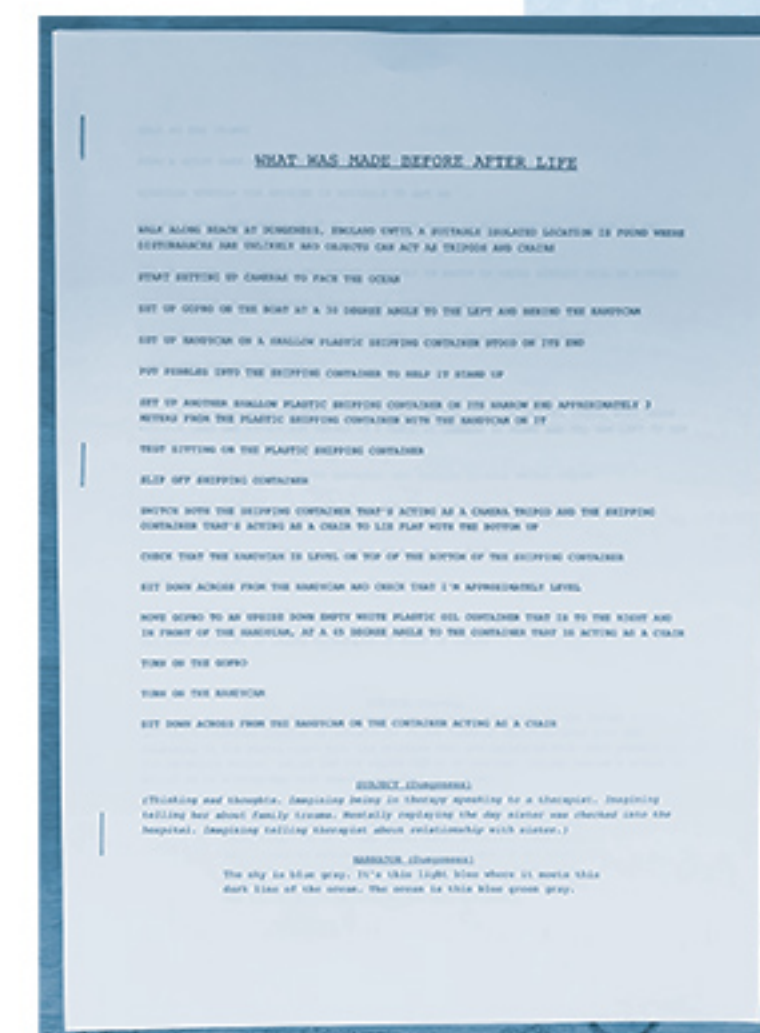 WHAT WAS MADE BEFORE AFTER LIFE
WALK ALONG BEACH AT DUNGENESS, ENGLAND UNTIL A SUITABLE ISOLATED LOCATION IS FOUND WHERE
DISTURBANCES ARE UNLIKELY AND OBJECTS CAN ACT AS TRIPODS AND CHAIRS
START SETTING UP CAMERAS TO FACE THE OCEAN
SET UP GOPRO ON THE BOAT AT A 30 DEGREE ANGLE TO THE LEFT AND BEHIND THE HANDYCAM
SET UP HANDYCAM ON A SHALLOW PLASTIC SHIPPING CONTAINER STOOD ON ITS END
PUT PEBBLES INTO THE SHIPPING CONTAINER TO HELP IT STAND UP
SET UP ANOTHER SHALLOW PLASTIC SHIPPING CONTAINER ON ITS NARROW END APPROXIMATELY
METERS FROM THE PLASTIC SHIPPING CONTAINER WITH THE HANDYCAM ON IT
TEST SITTING ON THE PLASTIC SHIPPING CONTAINER
SLIP OFF SHIPPING CONTAINER
SWITCH BOTH THE SHIPPING CONTAINER THAT'S ACTING AS A CAMERA TRIPOD AND THE SHIPPING
CONTAINER THAT'S ACTING AS A CHAIR TO LIE FLAT WITH THE BOTTOM UP
CHECK THAT THE HANDYCAM IS LEVEL ON TOP OF THE BOTTOM OF THE SHIPPING CONTAINER
SIT DOWN ACROSS FROM THE HANDYCAM AND CHECK THAT I'M APPROXIMATELY LEVEL
MOVE GOPRO TO AN UPSIDE DOWN EMPTY WHITE PLASTIC OIL CONTAINER THAT IS TO THE RIGHT AND
IN FRONT OF THE HANDYCAM, AT A 45 DEGREE ANGLE TO THE CONTAINER THAT IS ACTING AS A CHAIR
TURN ON THE GOPRO
TURN ON THE HANDYCAM
SIT DOWN ACROSS FROM THE HANDYCAM ON THE CONTAINER ACTING AS A CHAIR
SUBJECT (Dungeness)
(Thinking sad thoughts. Imagining being in therapy speaking to a therapist. Imagining
telling her about family trauma. Mentally replaying the day sister was checked into the
hospital. Imagining telling therapist about relationship with sister.)
NARRATOR (Dungeness)
The sky is blue gray. It's this light blue where it meets this
dark line of the ocean. The ocean is this blue green gray.